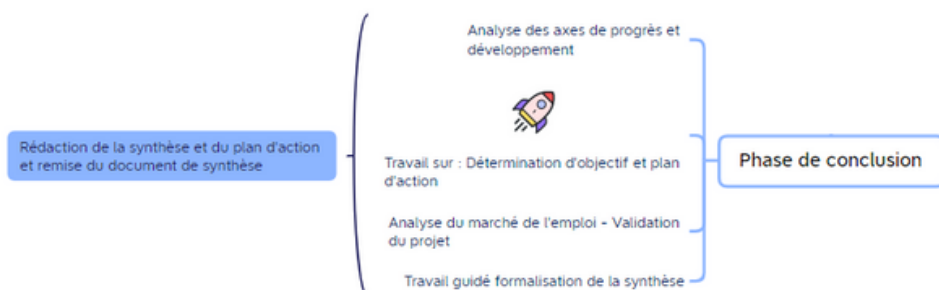 Analyse des axes de progrès et
développement
Rédaction de la synthèse et du plan d'action
et remise du document de synthèse
Travail sur : Détermination d'objectif et plan
d'action
Phase de conclusion
Analyse du marché de l'emploi - Validation
du projet
Travail guidé formalisation de la synthèse